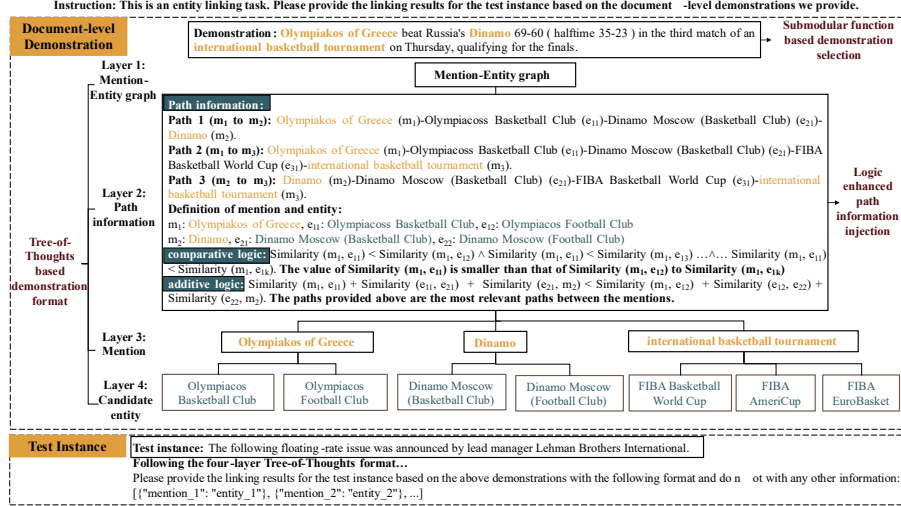 Instruction: This is an entity linking task. Please provide the linking results for the test instance based on the document -level demonstrations we provide.
Document-level
Demonstration
Demonstration : Olympiakos of Greece beat Russia's Dinamo 69-60 ( halftime 35-23 ) in the third match of an
international basketball tournament on Thursday, qualifying for the finals.
Submodular function
based demonstration
selection
Layer 1:
Mention-
Entity graph
Mention-Entity graph
Path information:
Path 1 (m1 to m2): Olympiakos of Greece (m1)-Olympiacoss Basketball Club (e11)-Dinamo Moscow (Basketball Club) (e21)-
Dinamo (m2).
Path 2 (m1 to m3): Olympiakos of Greece (m1)-Olympiacoss Basketball Club (e11)-Dinamo Moscow (Basketball Club) (e21)-FIBA
Basketball World Cup (e31)-international basketball tournament (m3).
Path 3 (m2 to m3): Dinamo (m2)-Dinamo Moscow (Basketball Club) (e21)-FIBA Basketball World Cup (e31)-international
basketball tournament (m3).
Definition of mention and entity:
m1: Olympiakos of Greece, e11: Olympiacoss Basketball Club, e12: Olympiacos Football Club
m2: Dinamo, e21: Dinamo Moscow (Basketball Club), e22: Dinamo Moscow (Football Club)
comparative logic: Similarity (m1, e11) < Similarity (m1, e12) ∧ Similarity (m1, e11) < Similarity (m1, e13) …∧… Similarity (m1, e11)
< Similarity (m1, e1k). The value of Similarity (m1, e11) is smaller than that of Similarity (m1, e12) to Similarity (m1, e1k)
additive logic: Similarity (m1, e11) + Similarity (e11, e21) + Similarity (e21, m2) < Similarity (m1, e12) + Similarity (e12, e22) +
Similarity (e22, m2). The paths provided above are the most relevant paths between the mentions.
Layer 2:
Path
information
Logic
enhanced
path
information
injection
Tree-of-
Thoughts
based
demonstration
format
Layer 3:
Mention
Olympiakos of Greece
Dinamo
international basketball tournament
Layer 4:
Candidate
entity
Olympiacos
Basketball Club
Olympiacos
Football Club
Dinamo Moscow
(Basketball Club)
Dinamo Moscow
(Football Club)
FIBA Basketball
World Cup
FIBA
AmeriCup
FIBA
EuroBasket
Test Instance
Test instance: The following floating -rate issue was announced by lead manager Lehman Brothers International.
Following the four-layer Tree-of-Thoughts format…
Please provide the linking results for the test instance based on the above demonstrations with the following format and do n ot with any other information:
[{"mention_1": "entity_1"}, {"mention_2": "entity_2"}, ...]